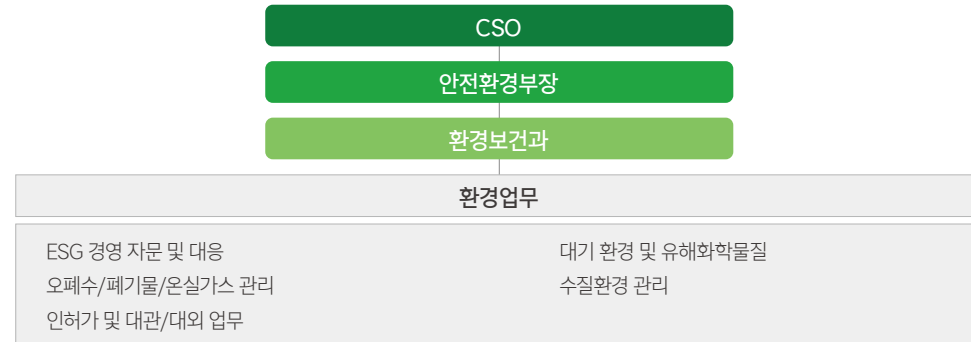 CSO
안전환경부장
환경보건과
환경업무
ESG 경영 자문 및 대응
오폐수/폐기물/온실가스 관리
인허가 및 대관/대외 업무
대기 환경 및 유해화학물질
수질환경 관리